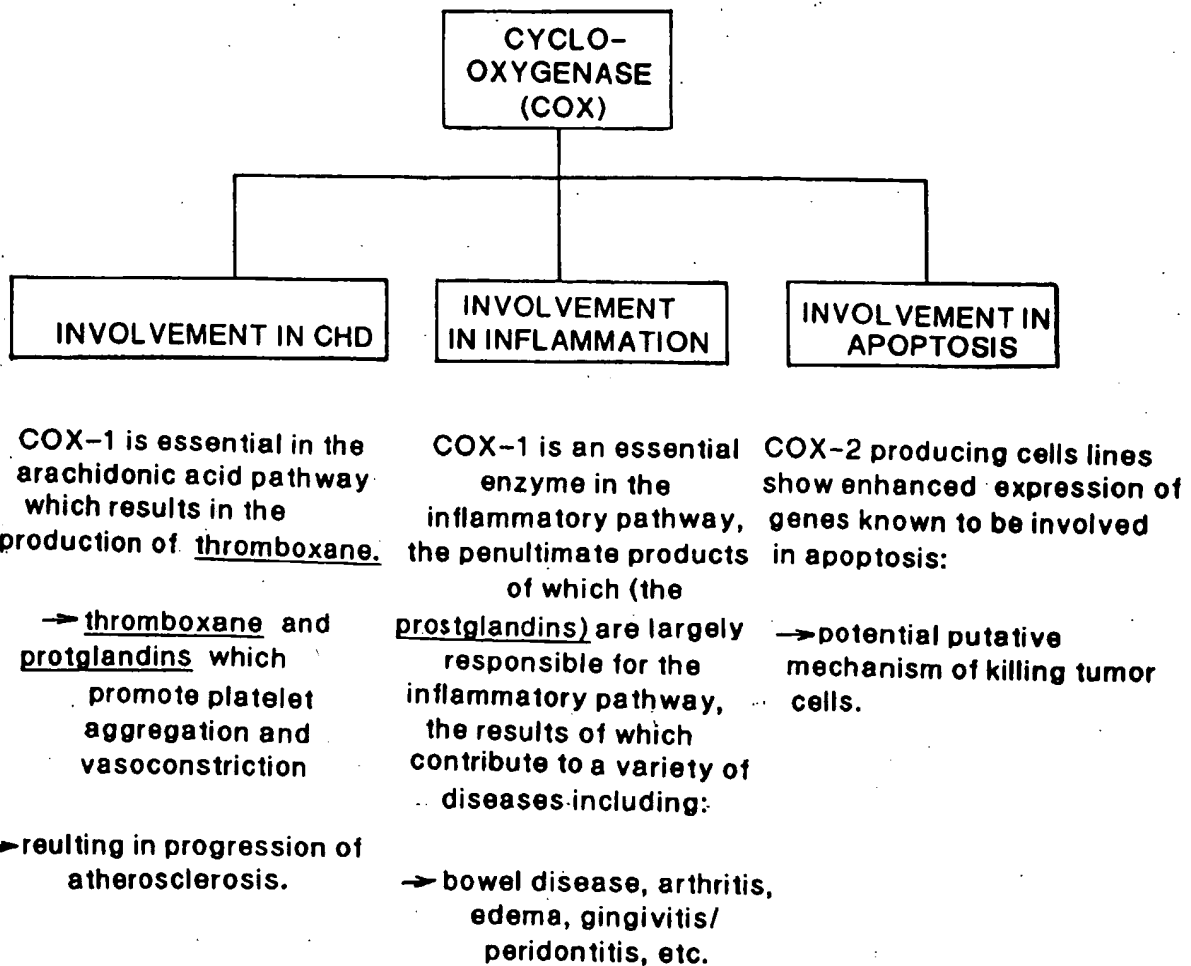 CYCLO-
OXYGENASE
(COX)
INVOLVEMENT IN CHD
INVOLVEMENT
IN INFLAMMATION
INVOLVEMENT IN
APOPTOSIS
COX-1 is essential in the
arachidonic acid pathway
which results in the
production of thromboxane.
→ thromboxane and
protglandins which
promote platelet
aggregation and
vasoconstriction
→ reulting in progression of
atherosclerosis.
COX-1 is an essential
enzyme in the
inflammatory pathway,
the penultimate products
of which (the
prostglandins) are largely
responsible for the
inflammatory pathway,
the results of which
contribute to a variety of
diseases including:
→ bowel disease, arthritis,
edema, gingivitis/
peridontitis, etc.
COX-2 producing cells lines
show enhanced expression of
genes known to be involved
in apoptosis:
→ potential putative
mechanism of killing tumor
cells.